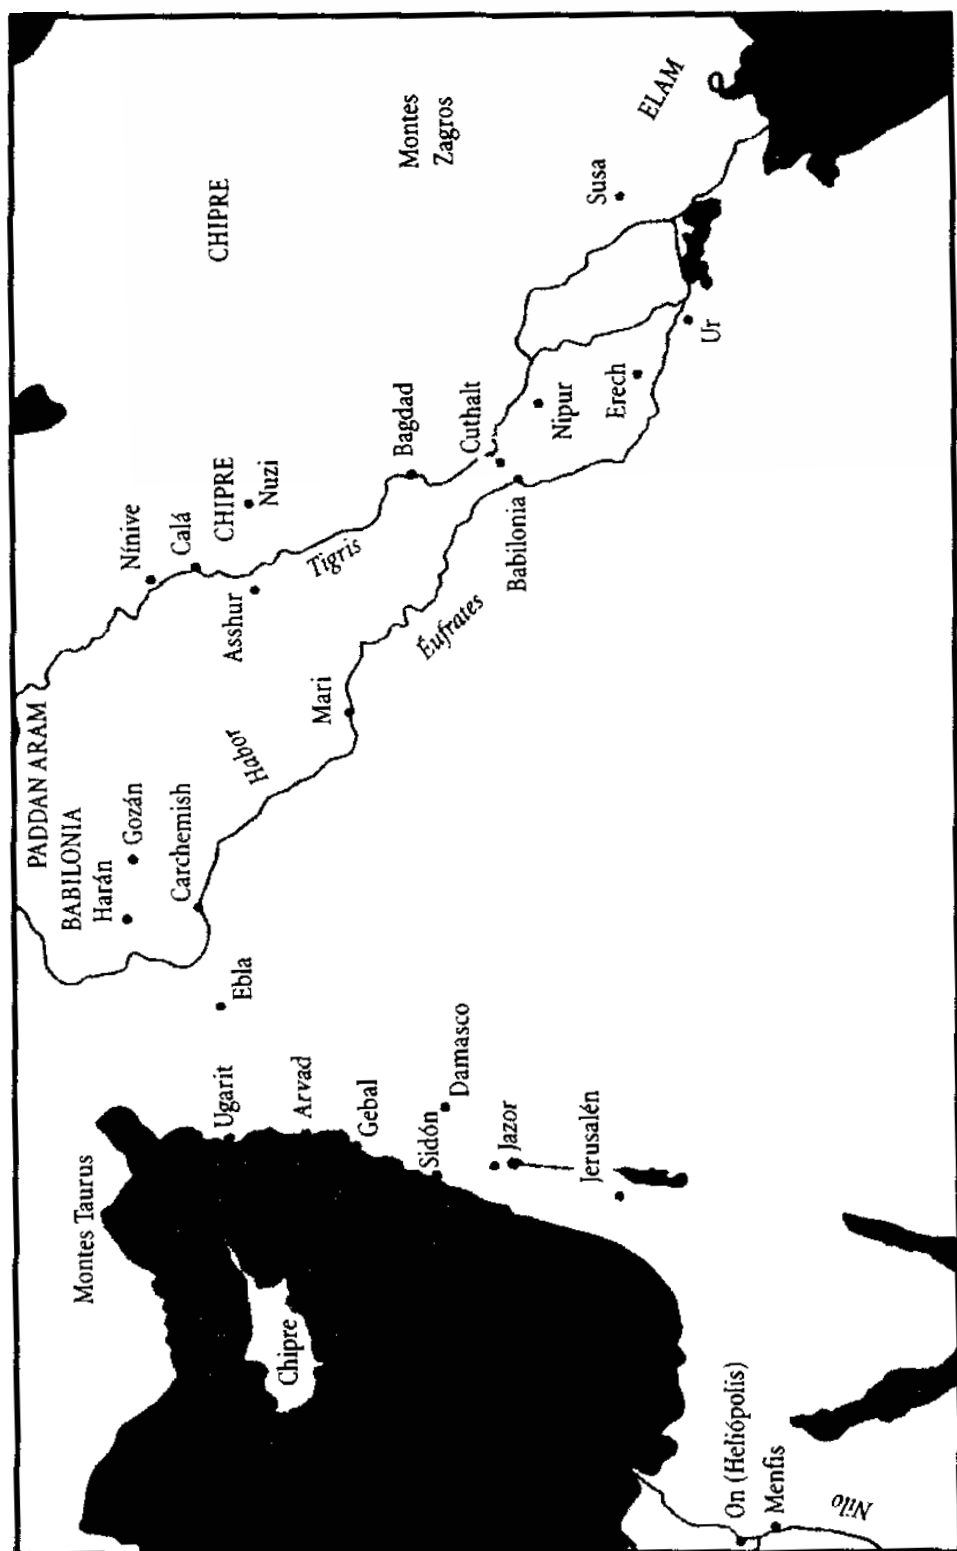 Montes Taurus
PADDAN ARAM
BABILONIA
Harán
Gozán
Carchemish
Nínive
Calá
CHIPRE
Nuzi
CHIPRE
Asshur
Habor
Tigris
Ebla
Ugarit
Arvad
Gebal
Chipre
Mari
Bagdad
Montes
Zagros
Éufrates
Cuthalt
Babilonia
Nipur
Erech
Susa
ELAM
Ur
Sidón
Damasco
Jazor
Jerusalén
On (Heliópolis)
Menfis
Nilo